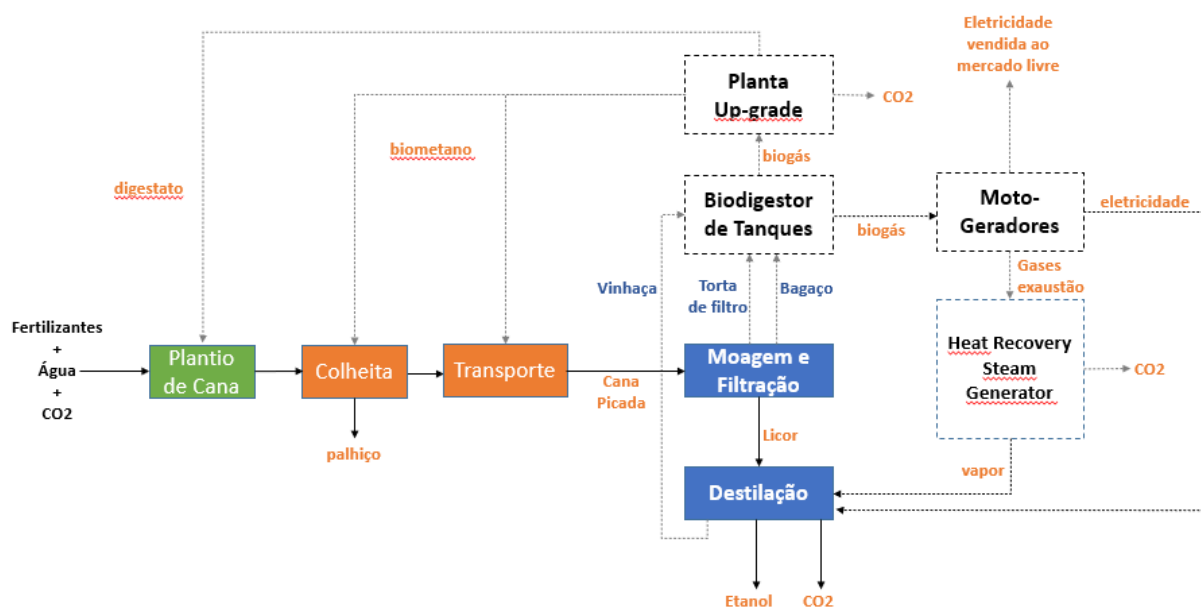 Eletricidade
vendida ao
mercado livre
Planta
Up-grade
CO2
biometano
biogás
digestato
Biodigestor
de Tanques
biogás
Moto-
Geradores
eletricidade
Vinhaça
Torta
de filtro
Bagaço
Gases
exaustão
Fertilizantes
+
Água
+
CO2
Plantio
de Cana
Colheita
Transporte
Cana
Picada
Moagem e
Filtração
Heat Recovery
Steam
Generator
CO2
palhiço
Licor
vapor
Destilação
Etanol
CO2